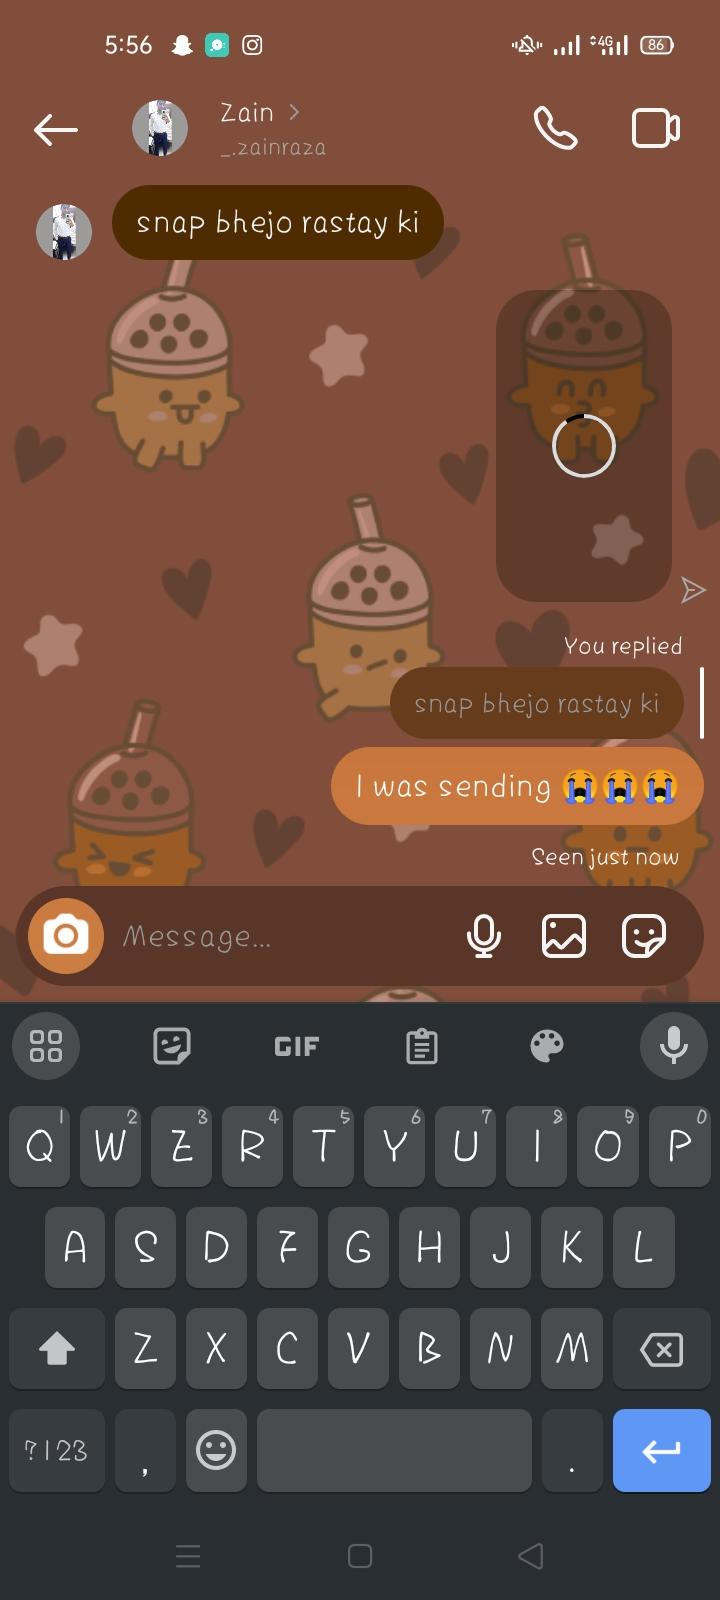 5:56
4G
86
Zain
_.zainraza
snap bhejo rastay ki
You replied
snap bhejo rastay ki
I was sending 😭😭😭
Seen just now
Message...
GIF
1 2 3 4 5 6 7 8 9 0
Q W E R T Y U I O P
A S D F G H J K L
Z X C V B N M
?123 , .